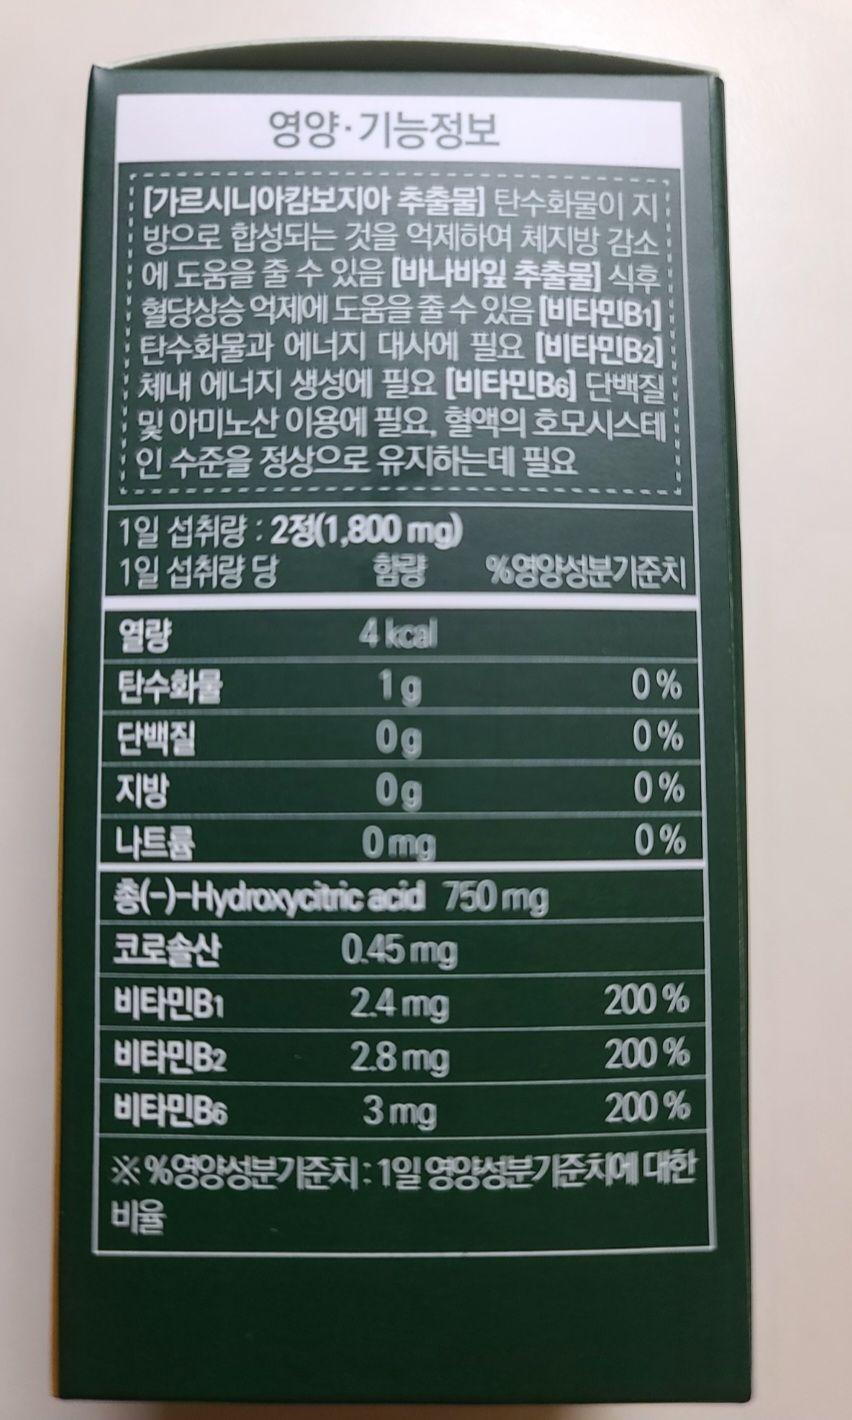 영양·기능정보
[가르시니아캄보지아 추출물] 탄수화물이 지
방으로 합성되는 것을 억제하여 체지방 감소
에 도움을 줄 수 있음 [바나바잎 추출물] 식후
혈당상승 억제에 도움을 줄 수 있음 [비타민B1]
탄수화물과 에너지 대사에 필요 [비타민B2]
체내 에너지 생성에 필요 [비타민B6] 단백질
및 아미노산 이용에 필요, 혈액의 호모시스테
인 수준을 정상으로 유지하는데 필요
1일 섭취량 : 2정(1,800 mg)
1일 섭취량 당 함량 %영양성분기준치
열량 4 kcal
탄수화물 1 g 0 %
단백질 0 g 0 %
지방 0 g 0 %
나트륨 0 mg 0 %
총(-)-Hydroxycitric acid 750 mg
코로솔산 0.45 mg
비타민B1 2.4 mg 200 %
비타민B2 2.8 mg 200 %
비타민B6 3 mg 200 %
※ %영양성분기준치 : 1일 영양성분기준치에 대한
비율